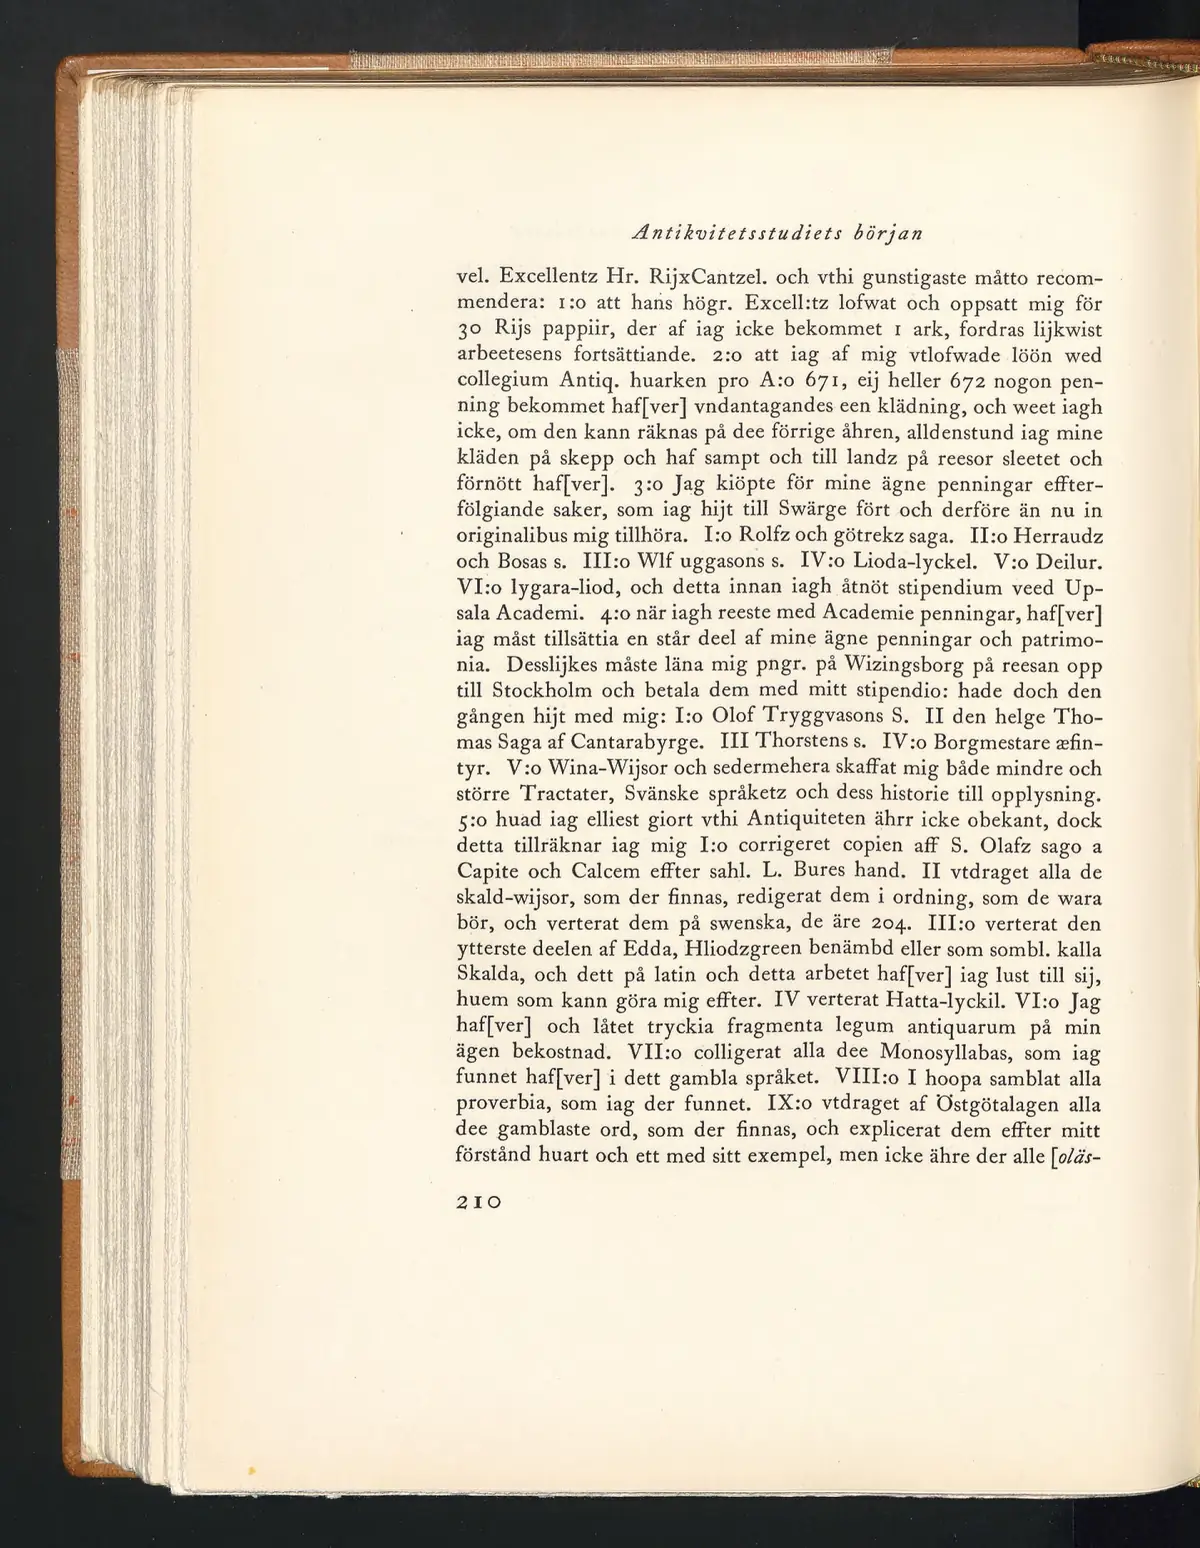 Antikvitetsstudiets början
vel. Excellentz Hr. RijxCantzel. och vthi gunstigaste måtto recom-
mendera: 1:o att hans högr. Excell:tz lofwat och oppsatt mig för
30 Rijs pappiir, der af iag icke bekommet 1 ark, fordras lijkwist
arbeetesens fortsättiande. 2:o att iag af mig vtlofwade löön wed
collegium Antiq. huarken pro A:o 671, eij heller 672 nogon pen-
ning bekommet haf[ver] vndantagandes een klädning, och weet iagh
icke, om den kann räknas på dee förrige åhren, alldenstund iag mine
kläden på skepp och haf sampt och till landz på reesor sleetet och
förnött haf[ver]. 3:o Jag kiöpte för mine ägne penningar effter-
fölgiande saker, som iag hijt till Swärge fört och derföre än nu in
originalibus mig tillhöra. I:o Rolfz och götrekz saga. II:o Herraudz
och Bosas s. III:o Wlf uggasons s. IV:o Lioda-lyckel. V:o Deilur.
VI:o lygara-liod, och detta innan iagh åtnöt stipendium veed Up-
sala Academi. 4:o när iagh reeste med Academie penningar, haf[ver]
iag måst tillsättia en står deel af mine ägne penningar och patrimo-
nia. Desslijkes måste läna mig pngr. på Wizingsborg på reesan opp
till Stockholm och betala dem med mitt stipendio: hade doch den
gången hijt med mig: I:o Olof Tryggvasons S. II den helge Tho-
mas Saga af Cantarabyrge. III Thorstens s. IV:o Borgmestare æfin-
tyr. V:o Wina-Wijsor och sedermehera skaffat mig både mindre och
större Tractater, Svänske språketz och dess historie till opplysning.
5:o huad iag elliest giort vthi Antiquiteten ährr icke obekant, dock
detta tillräknar iag mig I:o corrigeret copien aff S. Olafz sago a
Capite och Calcem effter sahl. L. Bures hand. II vtdraget alla de
skald-wijsor, som der finnas, redigerat dem i ordning, som de wara
bör, och verterat dem på swenska, de äre 204. III:o verterat den
ytterste deelen af Edda, Hliodzgreen benämbd eller som sombl. kalla
Skalda, och dett på latin och detta arbetet haf[ver] iag lust till sij,
huem som kann göra mig effter. IV verterat Hatta-lyckil. VI:o Jag
haf[ver] och låtet tryckia fragmenta legum antiquarum på min
ägen bekostnad. VII:o colligerat alla dee Monosyllabas, som iag
funnet haf[ver] i dett gambla språket. VIII:o I hoopa samblat alla
proverbia, som iag der funnet. IX:o vtdraget af Östgötalagen alla
dee gamblaste ord, som der finnas, och explicerat dem effter mitt
förstånd huart och ett med sitt exempel, men icke ähre der alle [oläs-
210